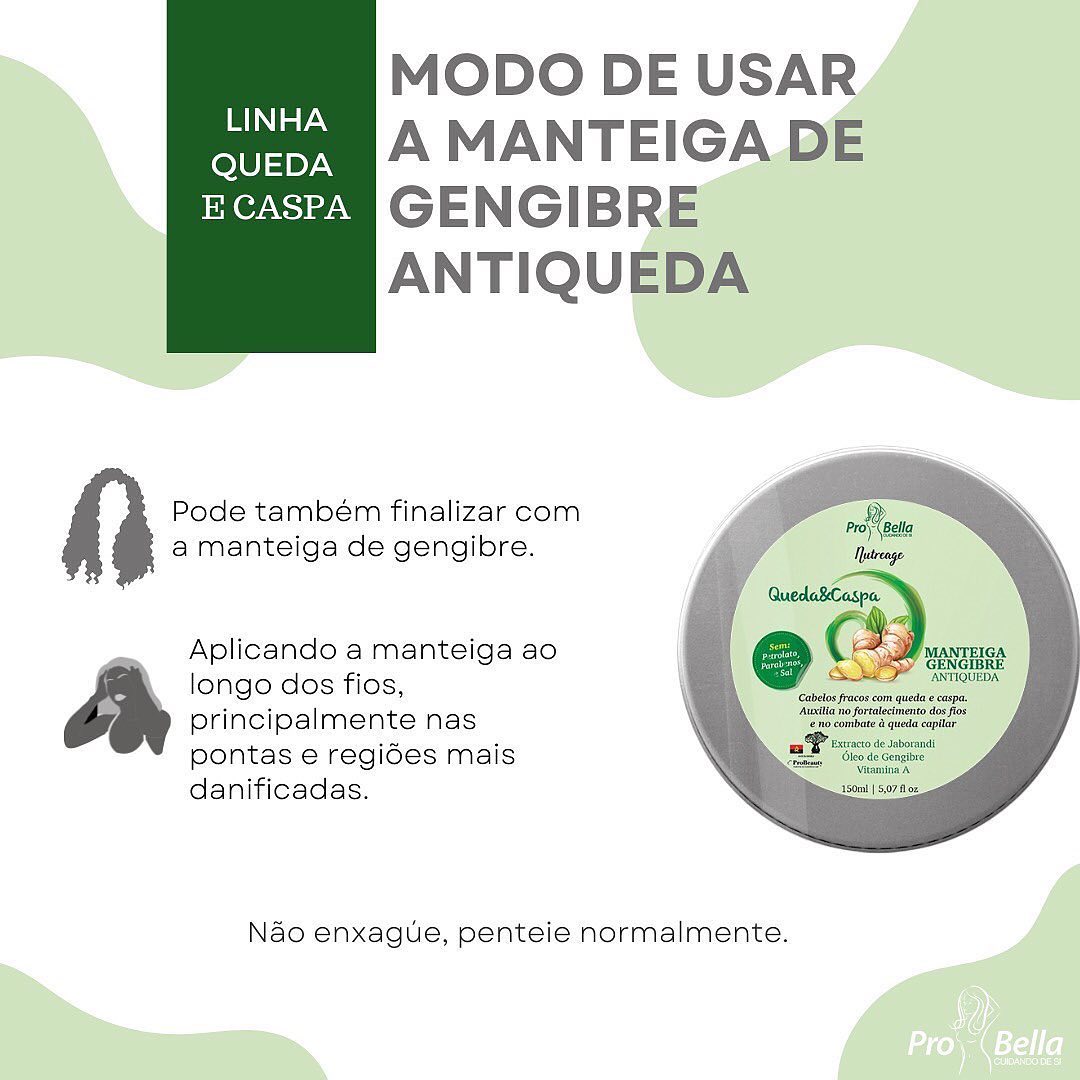 LINHA
QUEDA
E CASPA
MODO DE USAR
A MANTEIGA DE
GENGIBRE
ANTIQUEDA
Pode também finalizar com
a manteiga de gengibre.
Aplicando a manteiga ao
longo dos fios,
principalmente nas
pontas e regiões mais
danificadas.
Pro Bella
CUIDANDO DE SI
Nutreage
Queda&Caspa
Sem:
Petrolato,
Parabenos,
e Sal
MANTEIGA
GENGIBRE
ANTIQUEDA
Cabelos fracos com queda e caspa.
Auxilia no fortalecimento dos fios
e no combate à queda capilar
Extracto de Jaborandi
Óleo de Gengibre
Vitamina A
ProBeauty
150ml | 5,07 fl oz
Não enxagúe, penteie normalmente.
Pro Bella
CUIDANDO DE SI